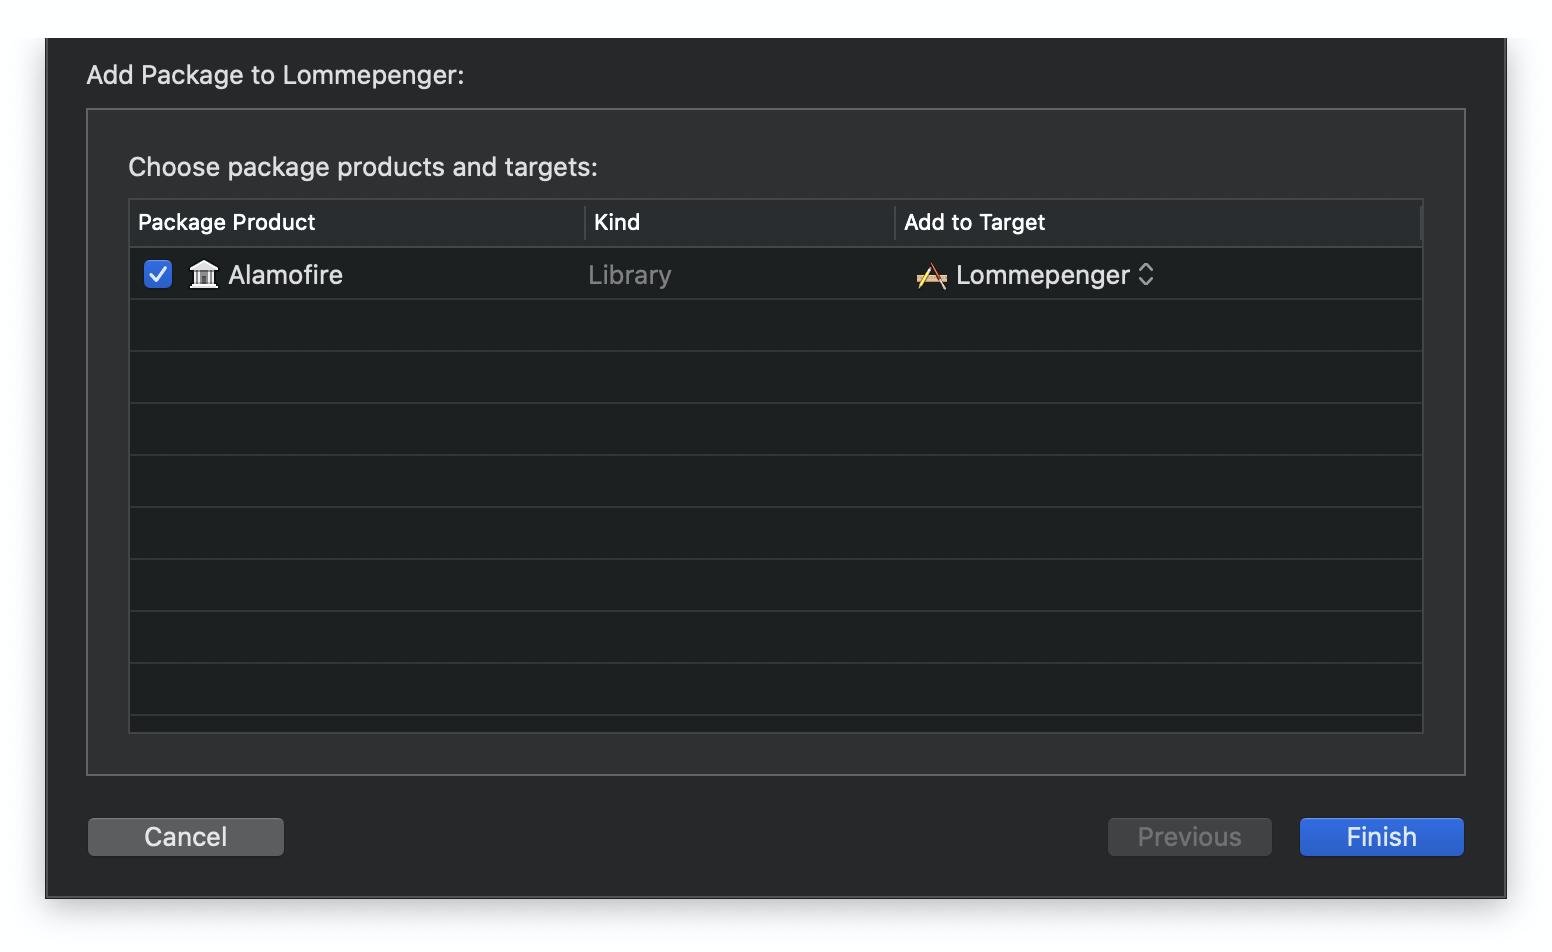 Add Package to Lommepenger:
Choose package products and targets:
Package Product Kind Add to Target
Alamofire Library Lommepenger
Cancel Previous Finish